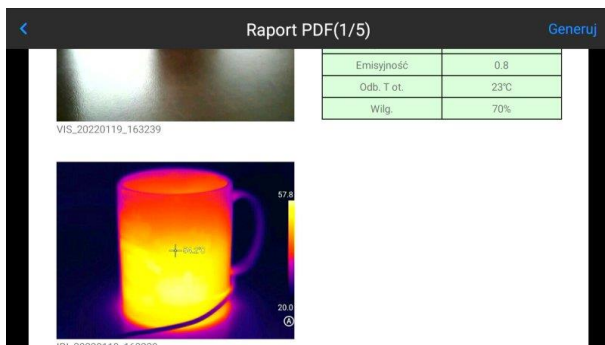 Raport PDF(1/5)
Generuj
Emisyjność 0.8
Odb. T ot. 23°C
Wilg. 70%
VIS_20220119_163239
57.8
20.0
A